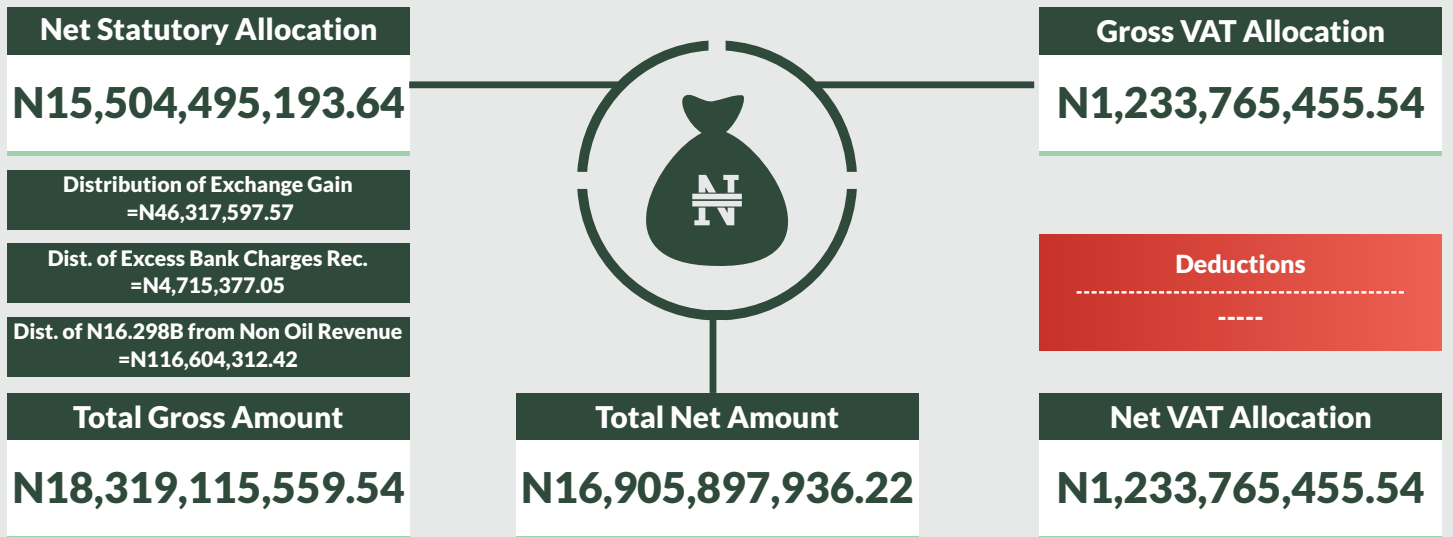 Net Statutory Allocation
N15,504,495,193.64
Distribution of Exchange Gain
=N46,317,597.57
Dist. of Excess Bank Charges Rec.
=N4,715,377.05
Dist. of N16.298B from Non Oil Revenue
=N116,604,312.42
Total Gross Amount
N18,319,115,559.54
₦
Total Net Amount
N16,905,897,936.22
Gross VAT Allocation
N1,233,765,455.54
Deductions
--------------------------------------------
-----
Net VAT Allocation
N1,233,765,455.54